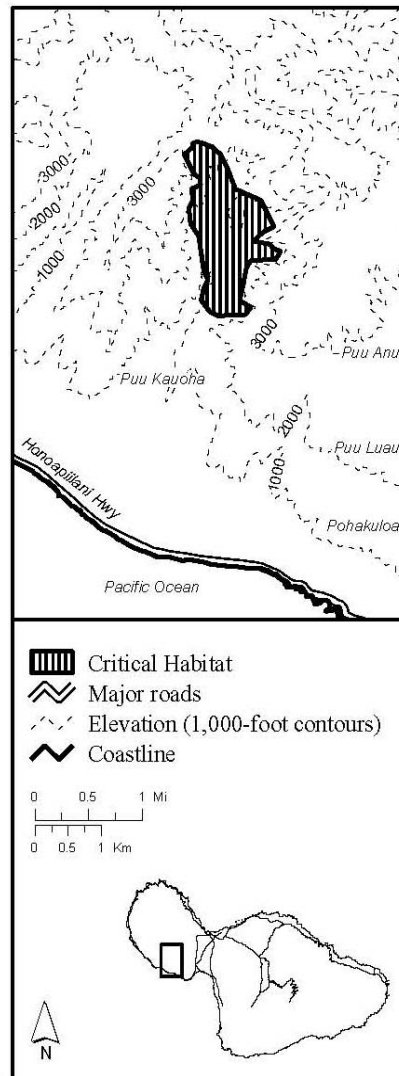 3000
3000
2000
1000
3000
Puu Anu
Puu Kauoha
2000
Puu Luau
1000
Honoapiilani Hwy
Pohakuloa
Pacific Ocean
Critical Habitat
Major roads
Elevation (1,000-foot contours)
Coastline
0 0.5 1 Mi
0 0.5 1 Km
N